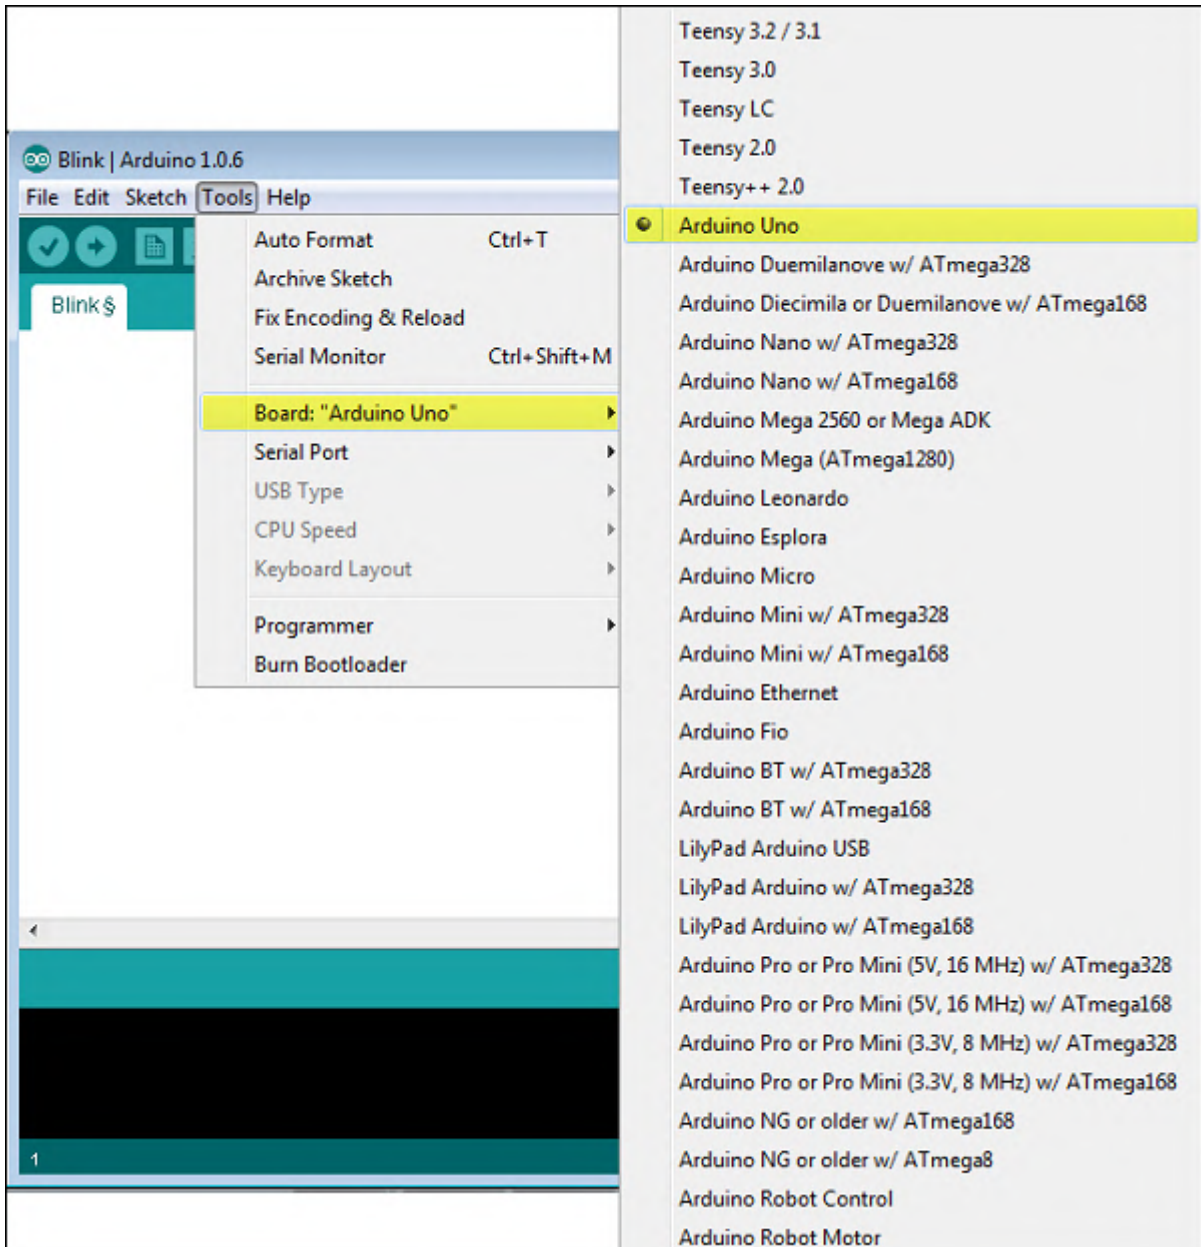 Blink | Arduino 1.0.6
File Edit Sketch Tools Help
Blink §
Auto Format Ctrl+T
Archive Sketch
Fix Encoding & Reload
Serial Monitor Ctrl+Shift+M
Board: "Arduino Uno"
Serial Port
USB Type
CPU Speed
Keyboard Layout
Programmer
Burn Bootloader
1
Teensy 3.2 / 3.1
Teensy 3.0
Teensy LC
Teensy 2.0
Teensy++ 2.0
Arduino Uno
Arduino Duemilanove w/ ATmega328
Arduino Diecimila or Duemilanove w/ ATmega168
Arduino Nano w/ ATmega328
Arduino Nano w/ ATmega168
Arduino Mega 2560 or Mega ADK
Arduino Mega (ATmega1280)
Arduino Leonardo
Arduino Esplora
Arduino Micro
Arduino Mini w/ ATmega328
Arduino Mini w/ ATmega168
Arduino Ethernet
Arduino Fio
Arduino BT w/ ATmega328
Arduino BT w/ ATmega168
LilyPad Arduino USB
LilyPad Arduino w/ ATmega328
LilyPad Arduino w/ ATmega168
Arduino Pro or Pro Mini (5V, 16 MHz) w/ ATmega328
Arduino Pro or Pro Mini (5V, 16 MHz) w/ ATmega168
Arduino Pro or Pro Mini (3.3V, 8 MHz) w/ ATmega328
Arduino Pro or Pro Mini (3.3V, 8 MHz) w/ ATmega168
Arduino NG or older w/ ATmega168
Arduino NG or older w/ ATmega8
Arduino Robot Control
Arduino Robot Motor